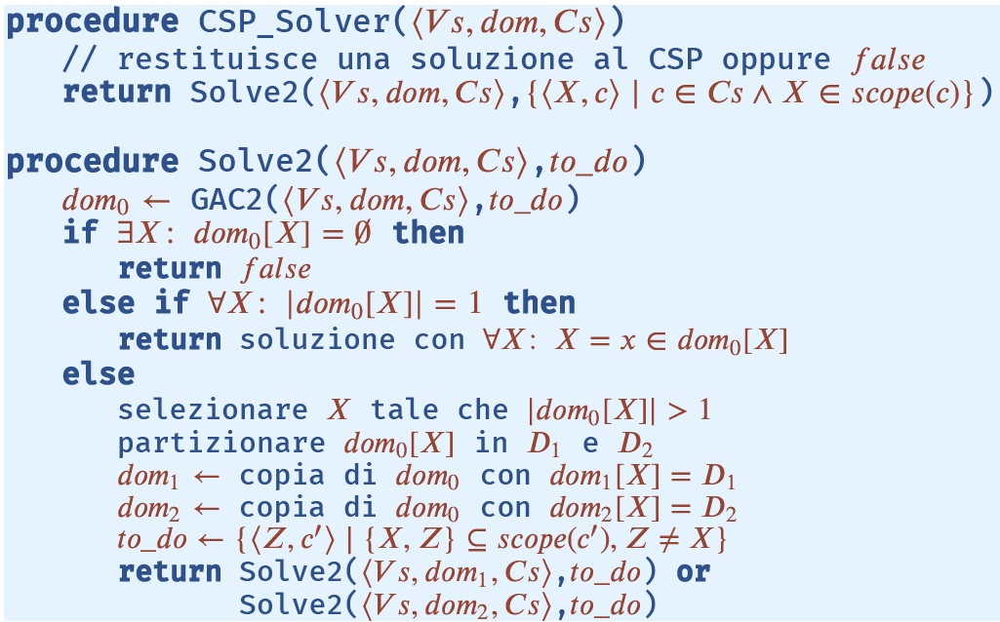 procedure CSP_Solver(⟨Vs, dom, Cs⟩)
// restituisce una soluzione al CSP oppure false
return Solve2(⟨Vs, dom, Cs⟩,{⟨X, c⟩ ∣ c ∈ Cs ∧ X ∈ scope(c)})
procedure Solve2(⟨Vs, dom, Cs⟩,to_do)
dom₀ ← GAC2(⟨Vs, dom, Cs⟩,to_do)
if ∃X: dom₀[X] = ∅ then
return false
else if ∀X: |dom₀[X]| = 1 then
return soluzione con ∀X: X = x ∈ dom₀[X]
else
selezionare X tale che |dom₀[X]| > 1
partizionare dom₀[X] in D₁ e D₂
dom₁ ← copia di dom₀ con dom₁[X] = D₁
dom₂ ← copia di dom₀ con dom₂[X] = D₂
to_do ← {⟨Z, c′⟩ ∣ {X, Z} ⊆ scope(c′), Z ≠ X}
return Solve2(⟨Vs, dom₁, Cs⟩,to_do) or
Solve2(⟨Vs, dom₂, Cs⟩,to_do)